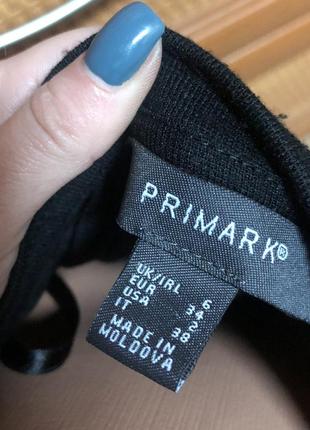 PRIMARK®
UK/IRL 6
EUR 34
USA 2
IT 38
MADE IN
MOLDOVA